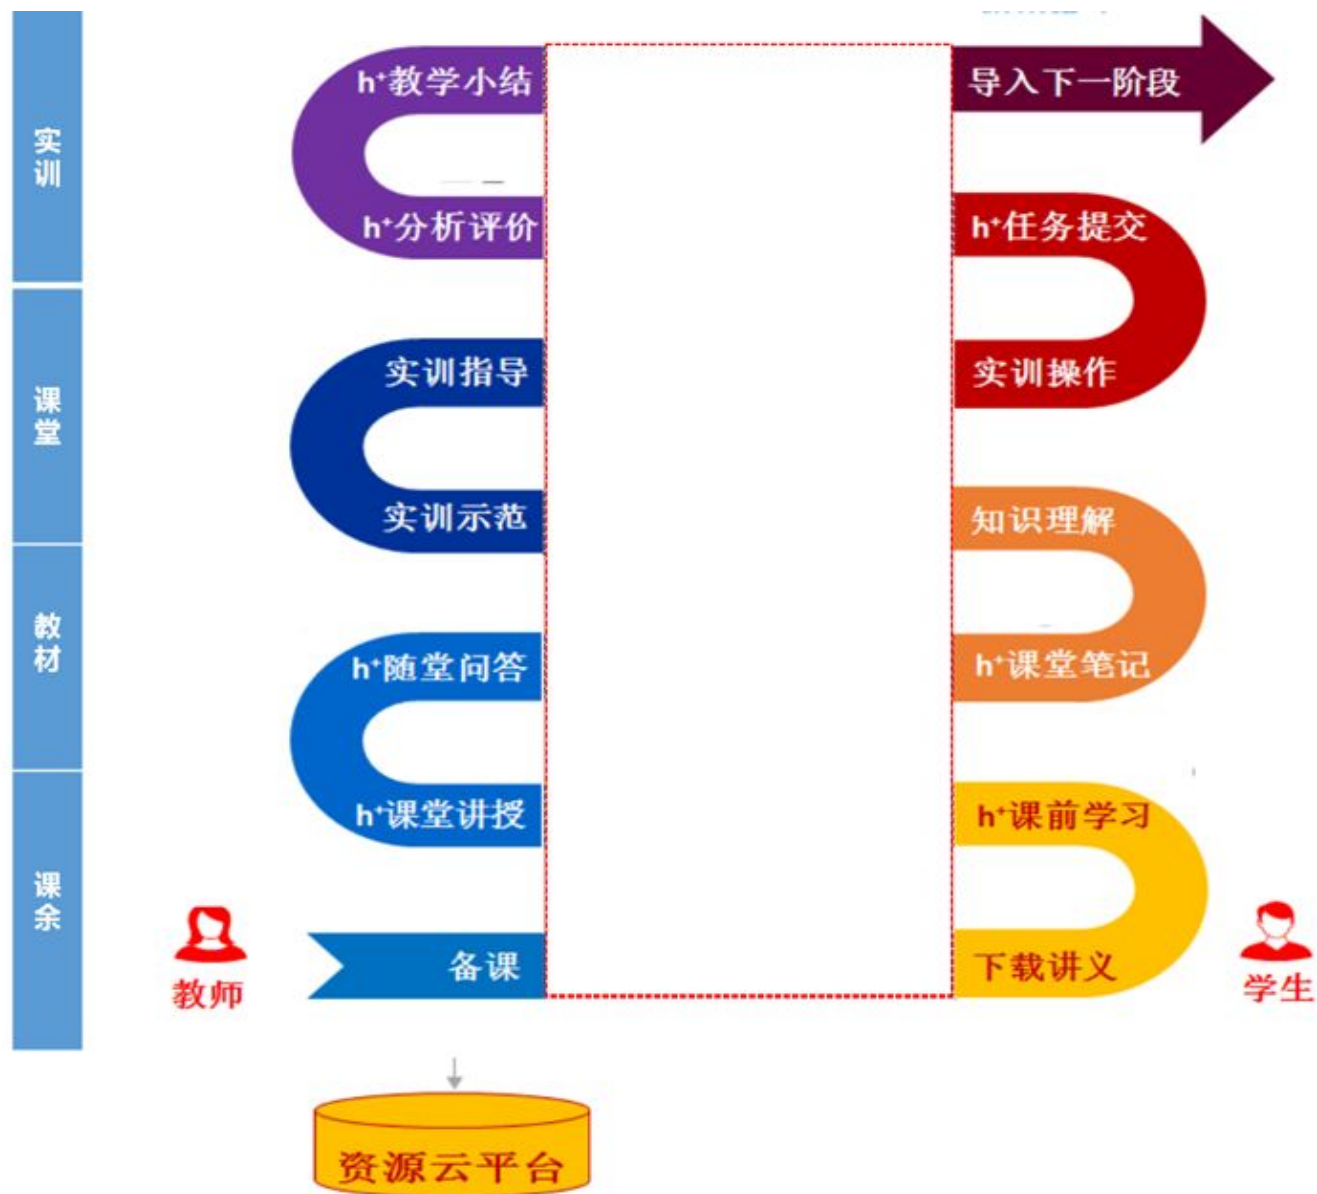 h⁺教学小结
导入下一阶段
实训
h⁺分析评价
h⁺任务提交
实训指导
实训操作
课堂
实训示范
知识理解
教材
h⁺随堂问答
h⁺课堂笔记
h⁺课堂讲授
h⁺课前学习
课余
备课
下载讲义
教师
学生
资源云平台